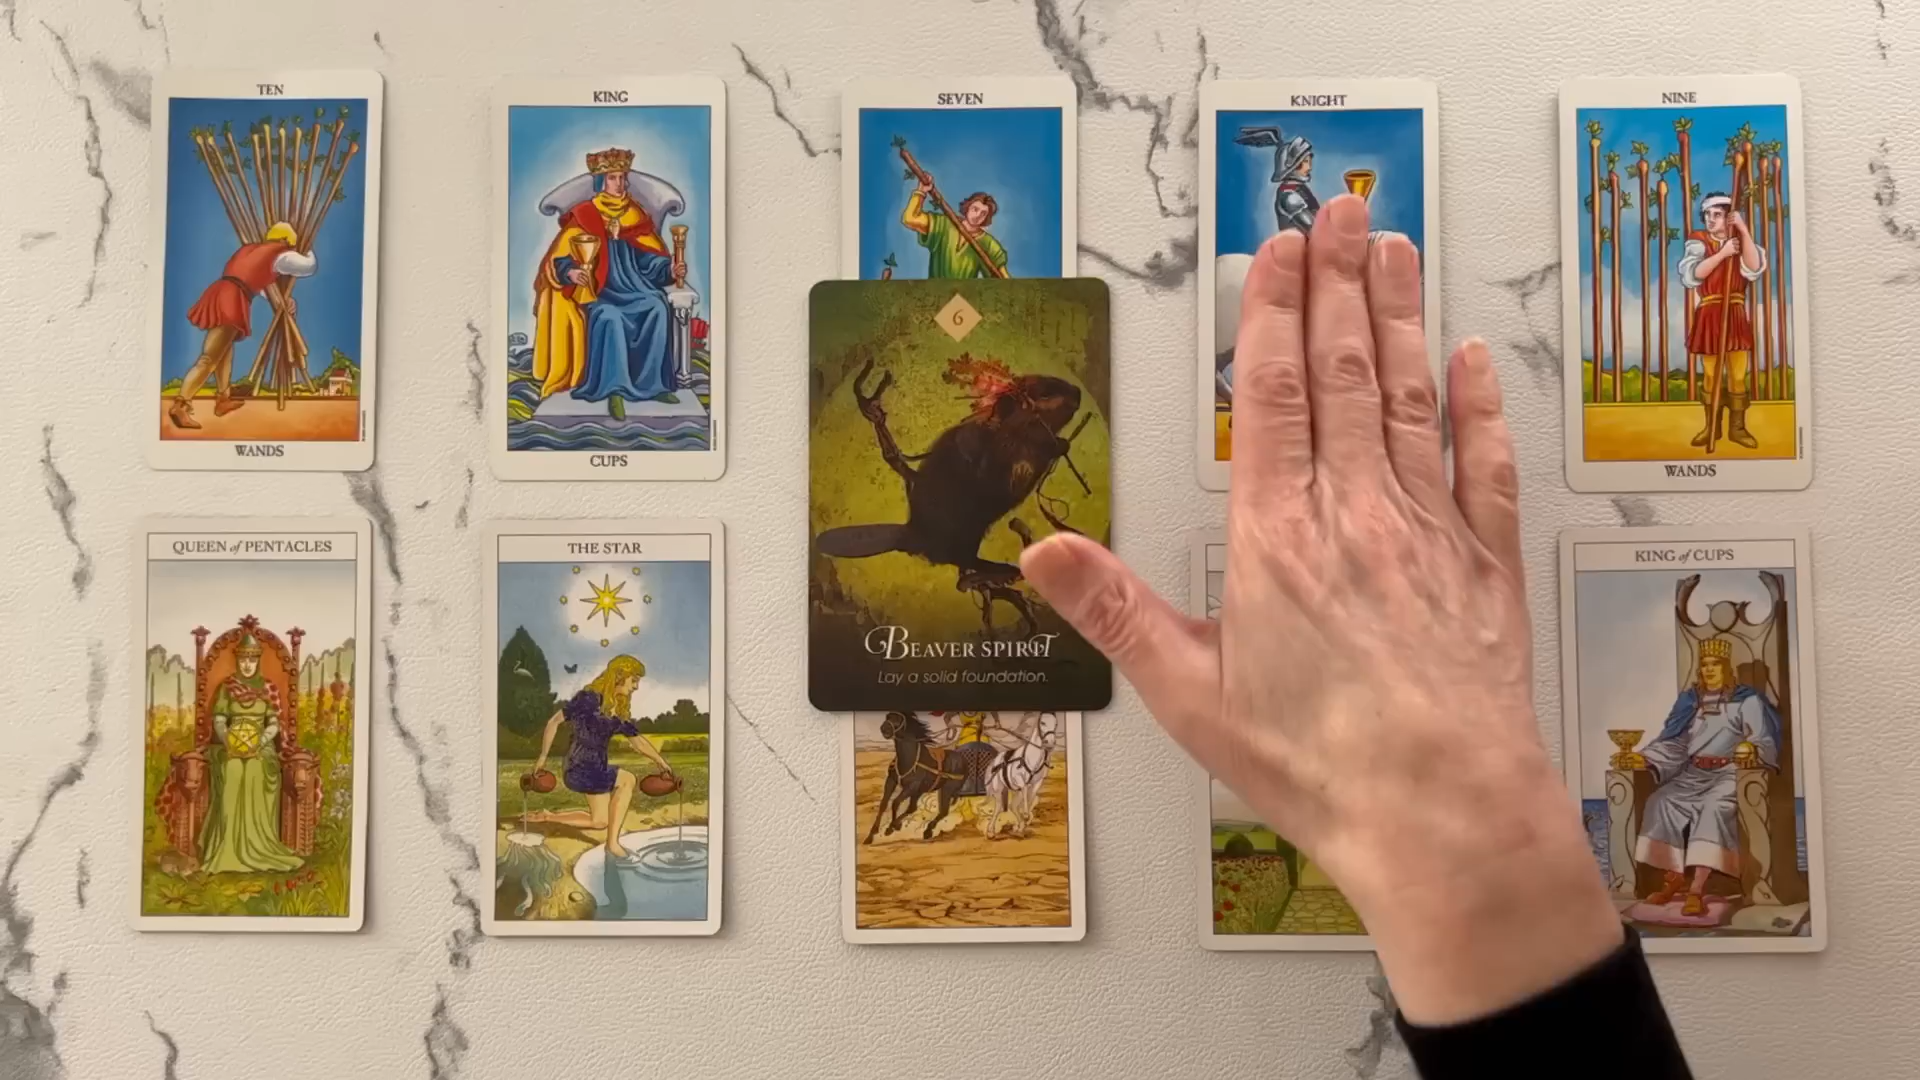 TEN
WANDS
KING
CUPS
SEVEN
KNIGHT
NINE
WANDS
6
BEAVER SPIRIT
Lay a solid foundation.
QUEEN of PENTACLES
THE STAR
KING of CUPS